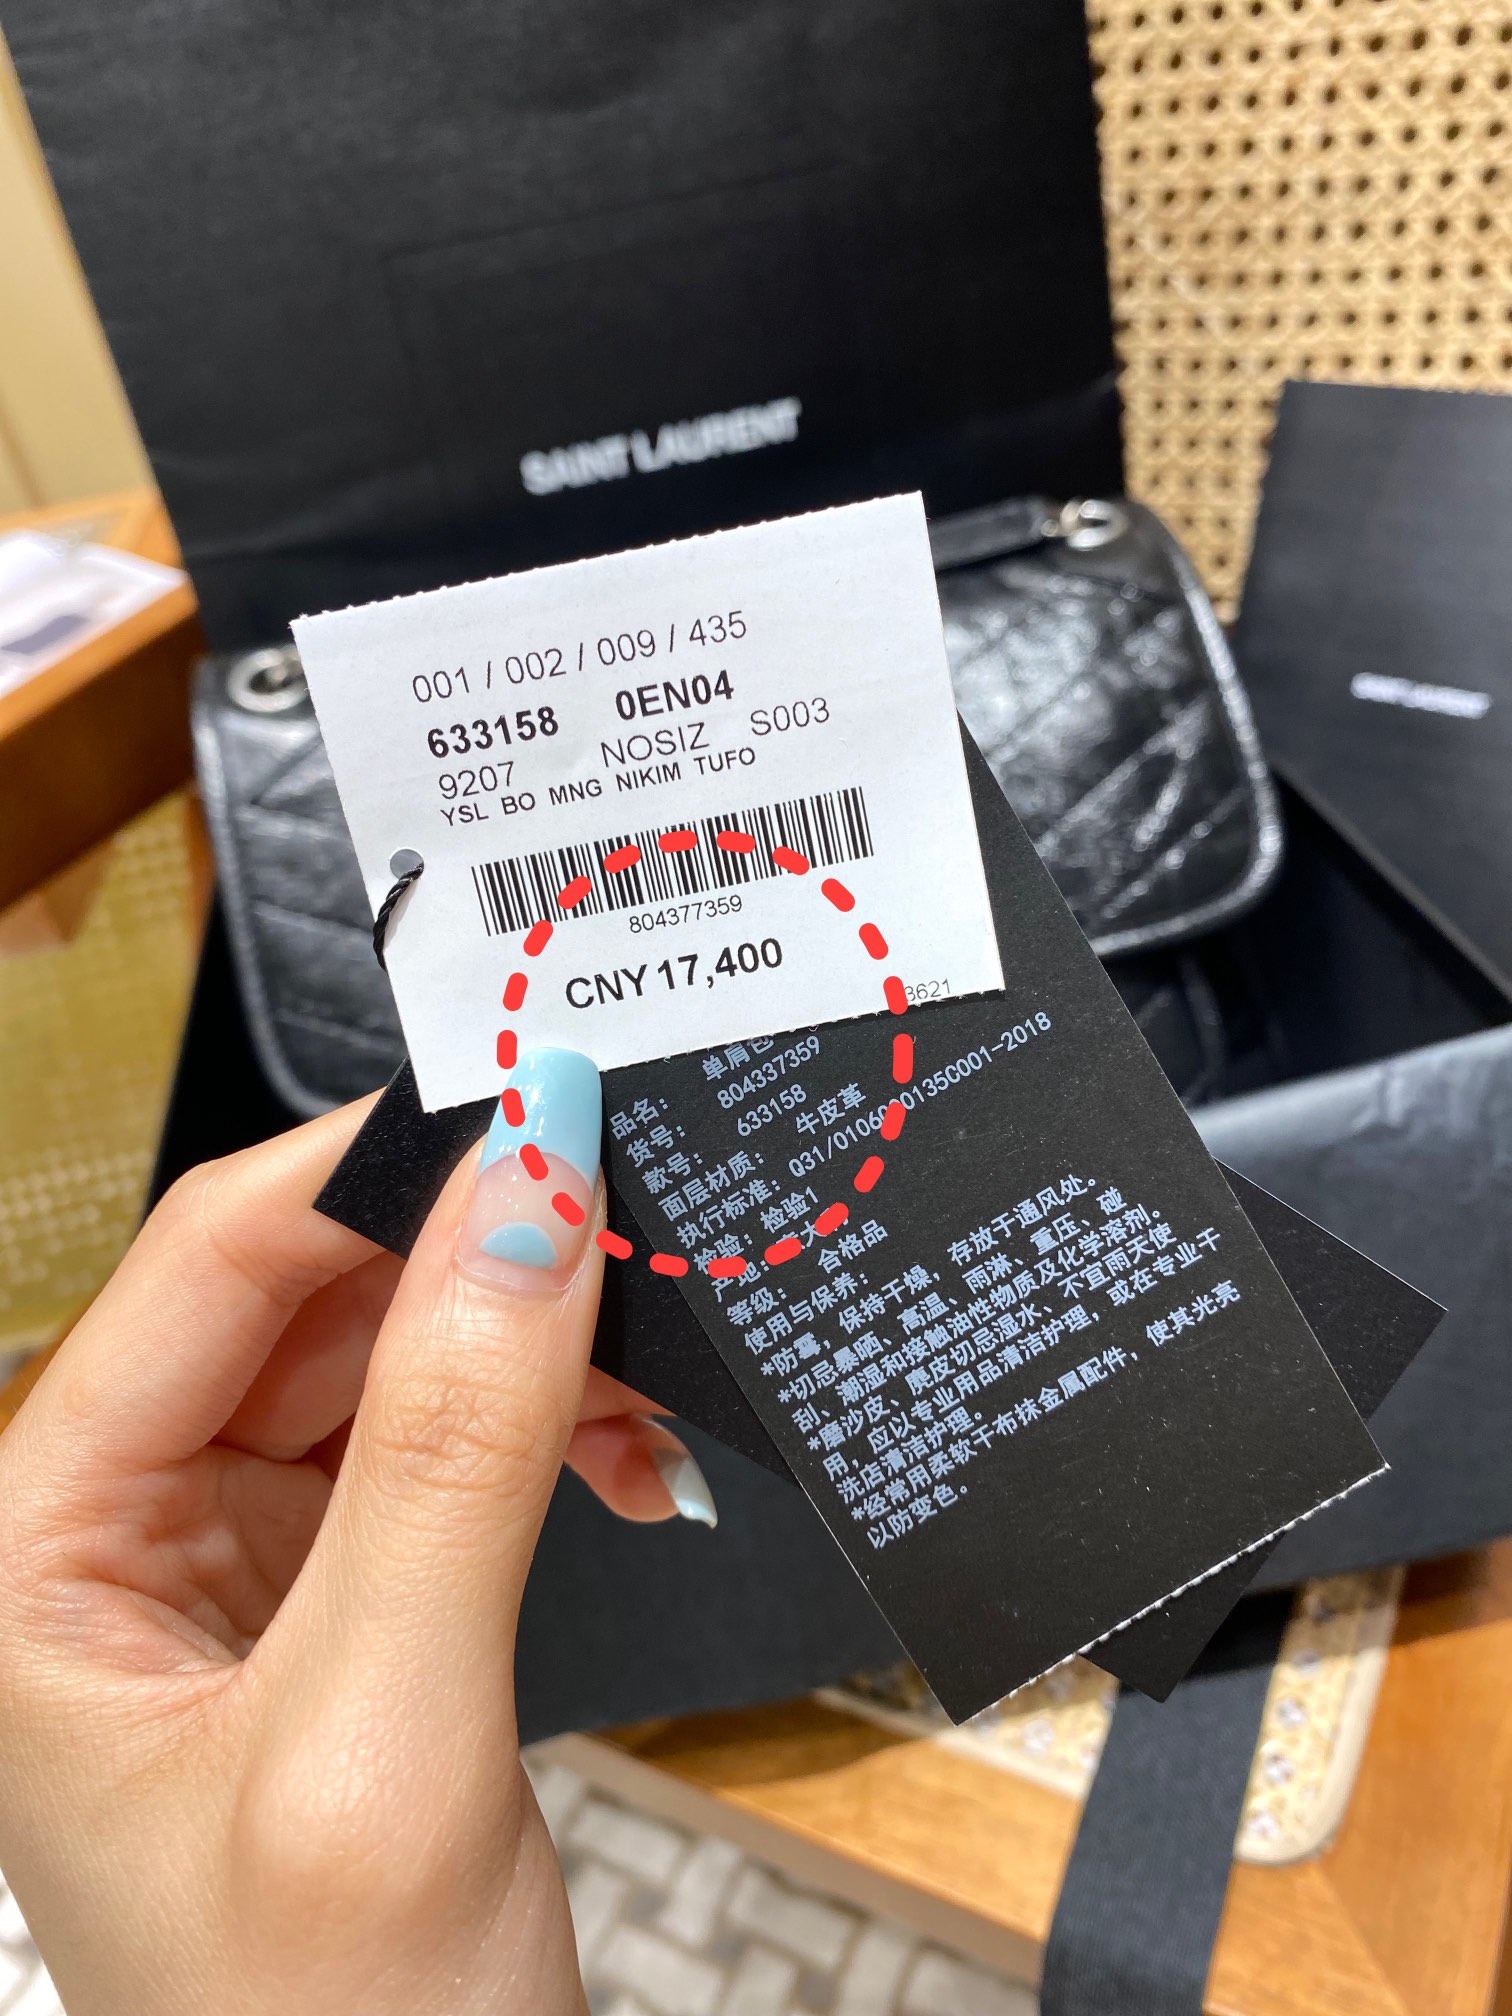 SAINT LAURENT
001 / 002 / 009 / 435
633158 0EN04
9207 NOSIZ S003
YSL BO MNG NIKIM TUFO
804377359
CNY 17,400
3621
品名: 单肩包
货号: 804337359
款号: 633158
面层材质: 牛皮革
执行标准:
检验: 检验1
产地:
等级: 合格品
使用与保养:
*防霉，保持干燥，存放于通风处。
*切忌暴晒、高温、雨淋、重压、碰
刮、潮湿和接触油性物质及化学溶剂。
*磨沙皮、麂皮切忌湿水、不宜雨天使
用，应以专业用品清洁护理，或在专业干
洗店清洁护理。
*经常用柔软干布抹金属配件，使其光亮
以防变色。
SAINT LAURENT